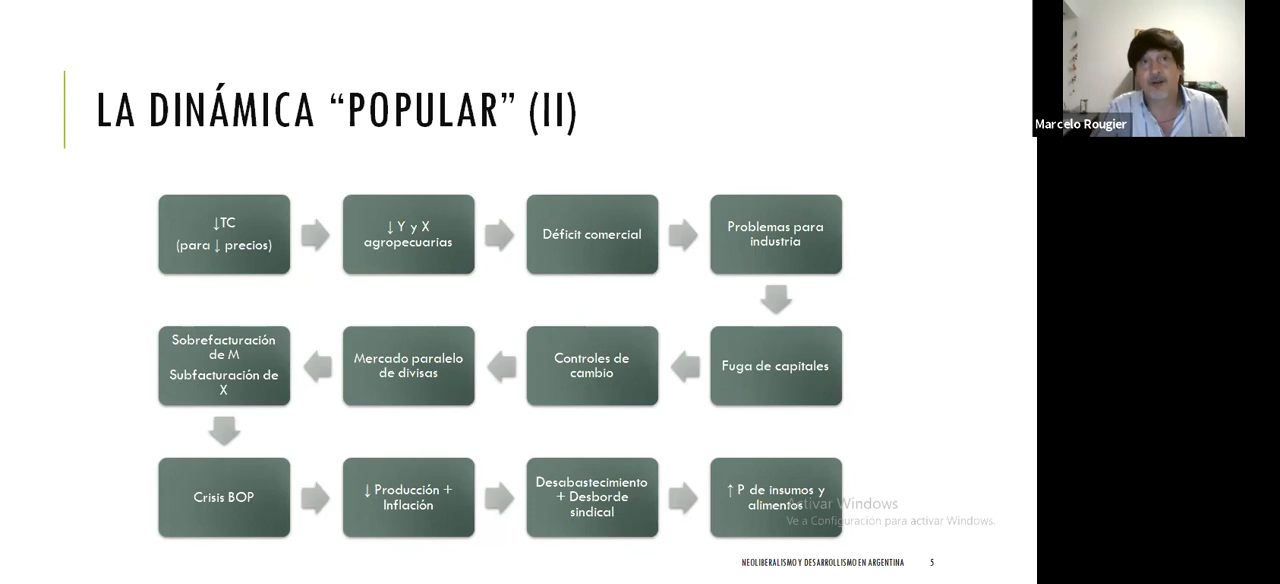 LA DINÁMICA “POPULAR” (II)
Marcelo Rougier
↓TC
(para ↓ precios)
↓ Y y X
agropecuarias
Déficit comercial
Problemas para
industria
Sobrefacturación
de M
Subfacturación de
X
Mercado paralelo
de divisas
Controles de
cambio
Fuga de capitales
Crisis BOP
↓ Producción +
Inflación
Desabastecimiento
+ Desborde
sindical
↑ P de insumos y
alimentos
Activar Windows
Ve a Configuración para activar Windows.
NEOLIBERALISMO Y DESARROLLISMO EN ARGENTINA 5